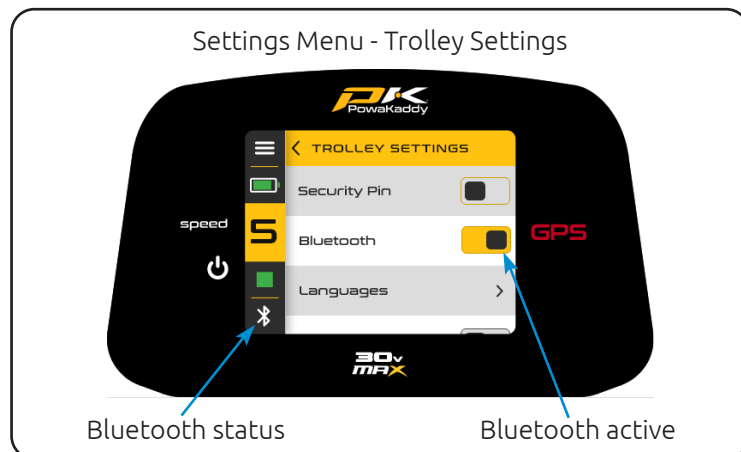 Settings Menu - Trolley Settings
PK
PowaKaddy
TROLLEY SETTINGS
Security Pin
speed
S
Bluetooth
GPS
Languages
30v
MAX
Bluetooth status
Bluetooth active